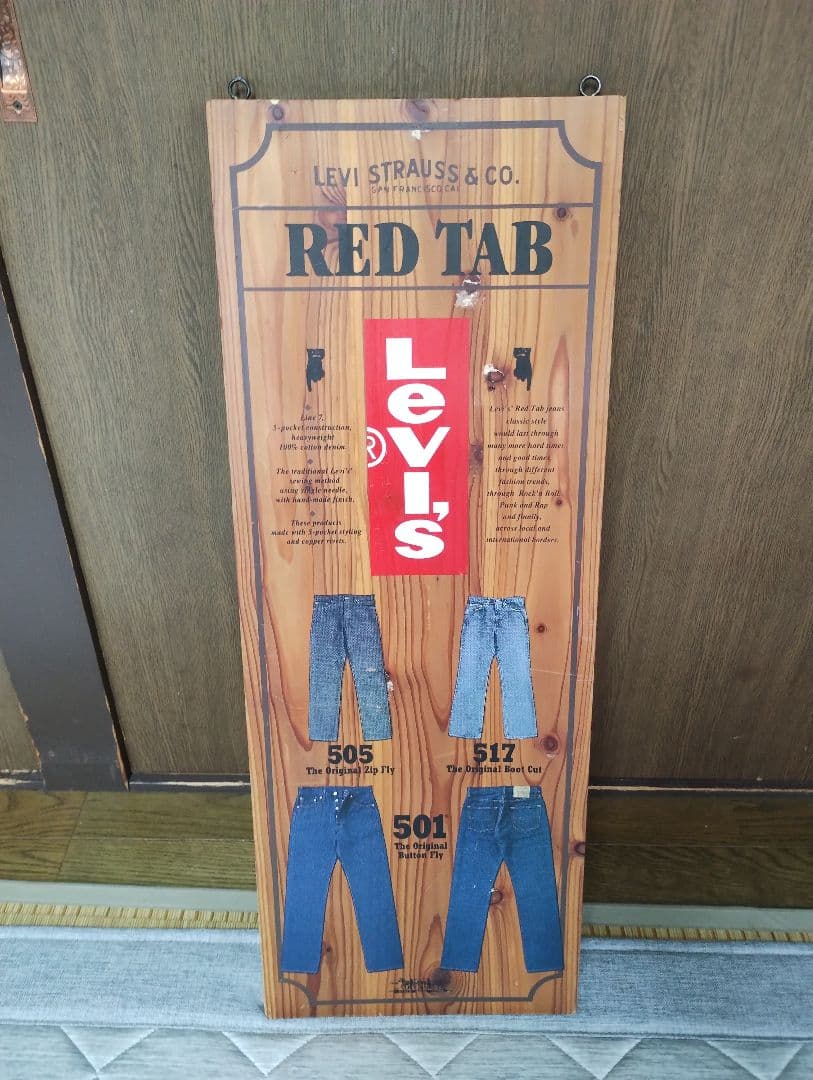 LEVI STRAUSS & CO.
SAN FRANCISCO CAL
RED TAB
Levi's
®
Line 7,
5-pocket construction,
heavyweight
100% cotton denim.
The traditional Levi's'
sewing method
using single needle,
with hand-made finish.
These products
made with 5-pocket styling
and copper rivets.
Levi's' Red Tab jeans
classic style
would last through
many more hard times
and good times,
through different
fashion trends,
through Rock'n Roll,
Punk and Rap
and finally,
across local and
international borders.
505
The Original Zip Fly
517
The Original Boot Cut
501
The Original
Button Fly